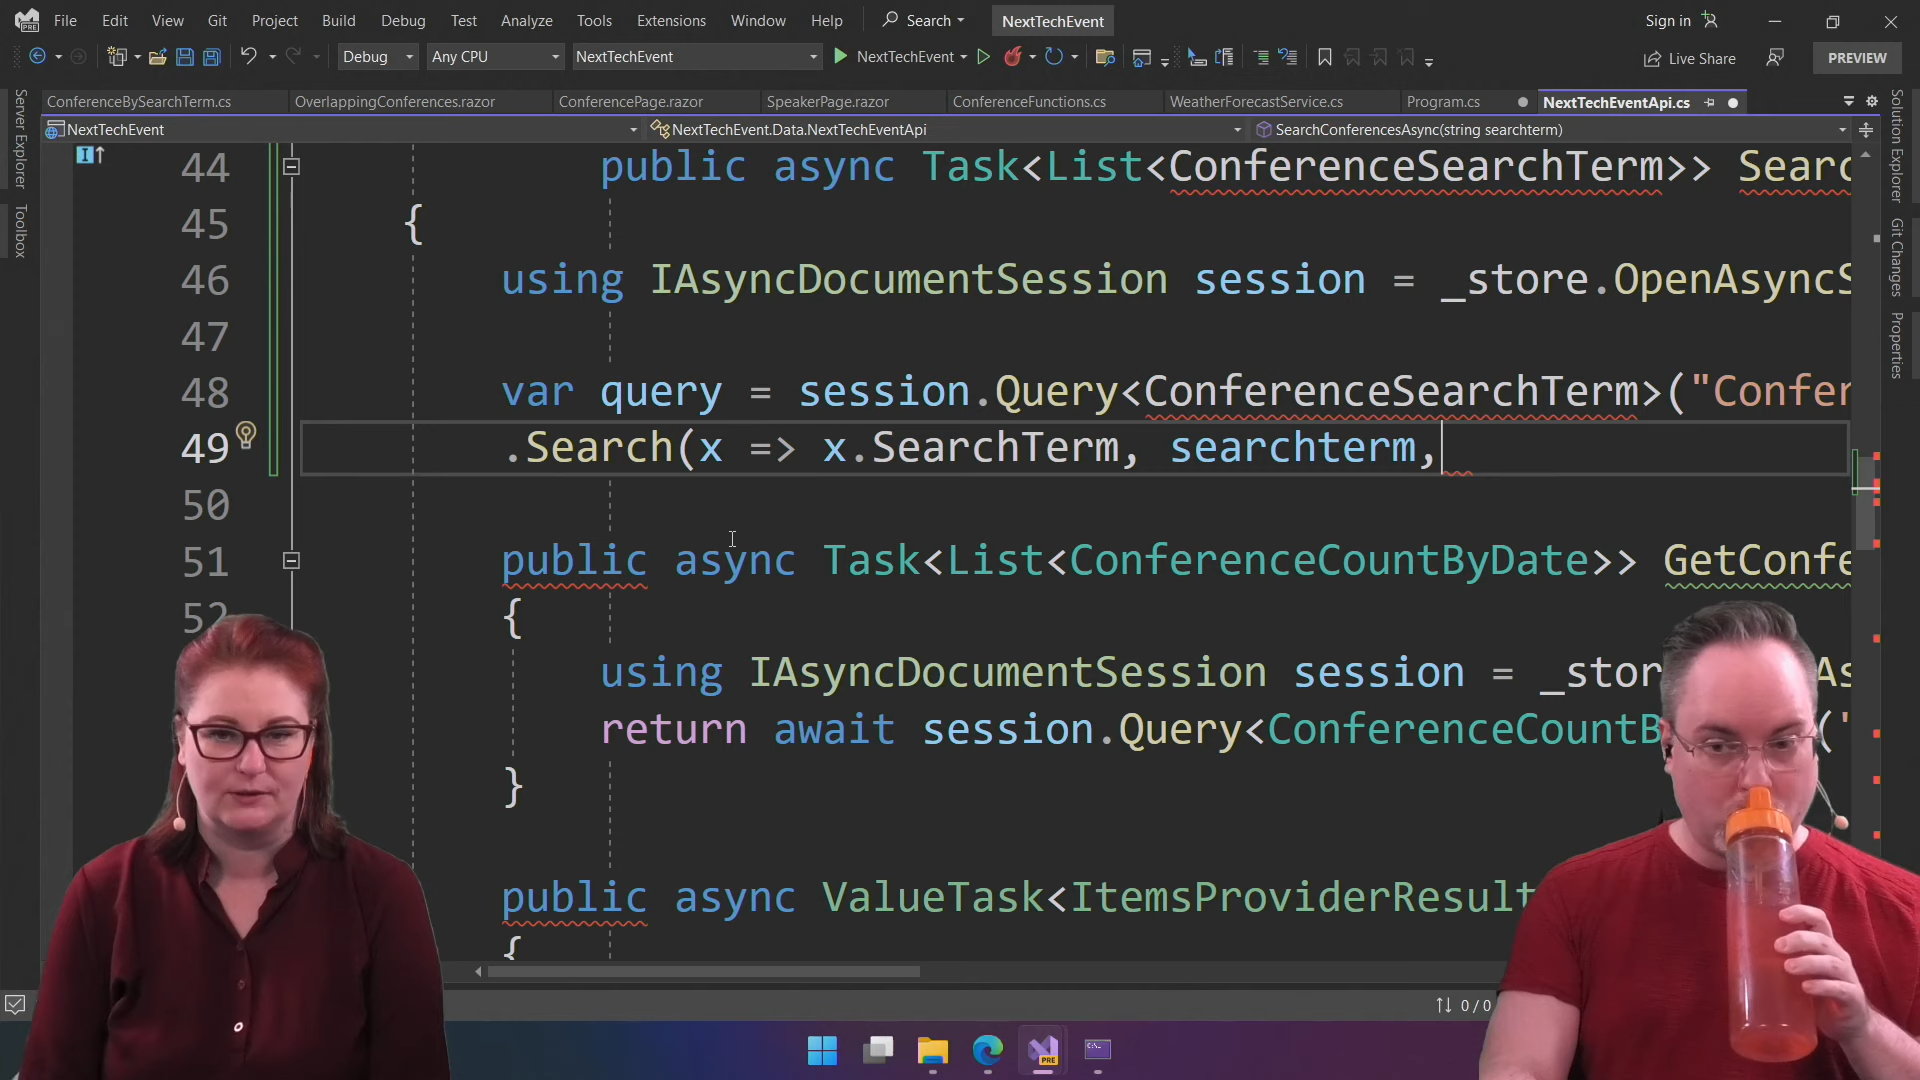 File Edit View Git Project Build Debug Test Analyze Tools Extensions Window Help Search NextTechEvent Sign in
Debug Any CPU NextTechEvent NextTechEvent Live Share PREVIEW
ConferenceBySearchTerm.cs OverlappingConferences.razor ConferencePage.razor SpeakerPage.razor ConferenceFunctions.cs WeatherForecastService.cs Program.cs NextTechEventApi.cs
NextTechEvent NextTechEvent.Data.NextTechEventApi SearchConferencesAsync(string searchterm)
Server Explorer
Toolbox
Solution Explorer
Git Changes
Properties
44 public async Task<List<ConferenceSearchTerm>> Searc
45 {
46 using IAsyncDocumentSession session = _store.OpenAsyncS
47
48 var query = session.Query<ConferenceSearchTerm>("Confer
49 .Search(x => x.SearchTerm, searchterm,
50
51 public async Task<List<ConferenceCountByDate>> GetConfe
52 {
using IAsyncDocumentSession session = _stor As
return await session.Query<ConferenceCountB ("
}
public async ValueTask<ItemsProviderResult
{
0 / 0
PRE